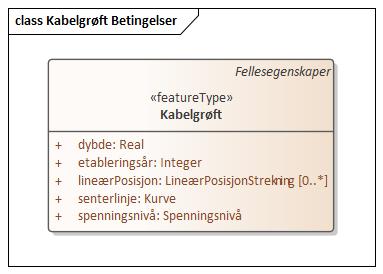 class Kabelgrøft Betingelser
Fellesegenskaper
«featureType»
Kabelgrøft
+ dybde: Real
+ etableringsår: Integer
+ lineærPosisjon: LineærPosisjonStrekning [0..*]
+ senterlinje: Kurve
+ spenningsnivå: Spenningsnivå